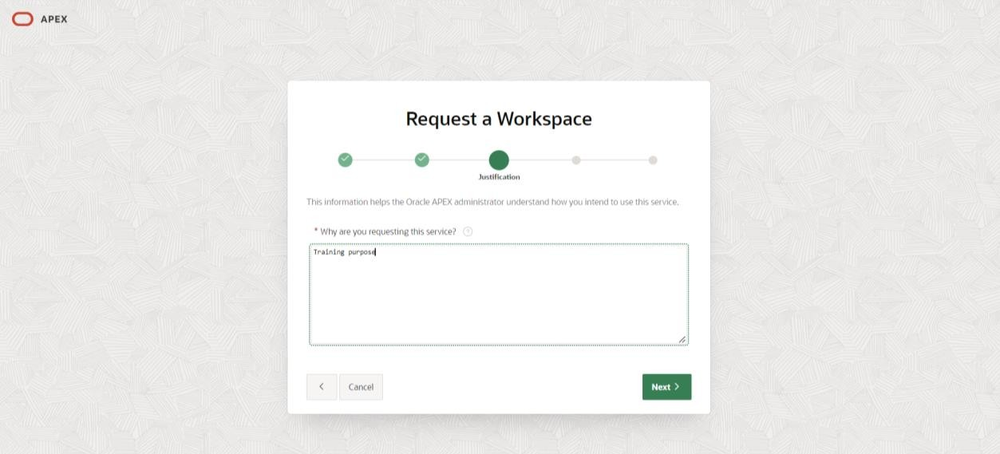 APEX
Request a Workspace
Justification
This information helps the Oracle APEX administrator understand how you intend to use this service.
* Why are you requesting this service? ?
Training purpose
Cancel
Next